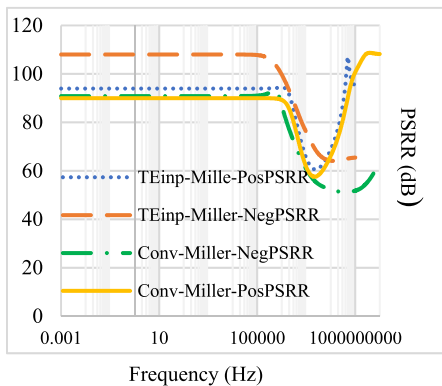 120
100
80
60
40
20
0
TEinp-Mille-PosPSRR
TEinp-Miller-NegPSRR
Conv-Miller-NegPSRR
Conv-Miller-PosPSRR
0.001
10
100000
1000000000
Frequency (Hz)
PSRR (dB)